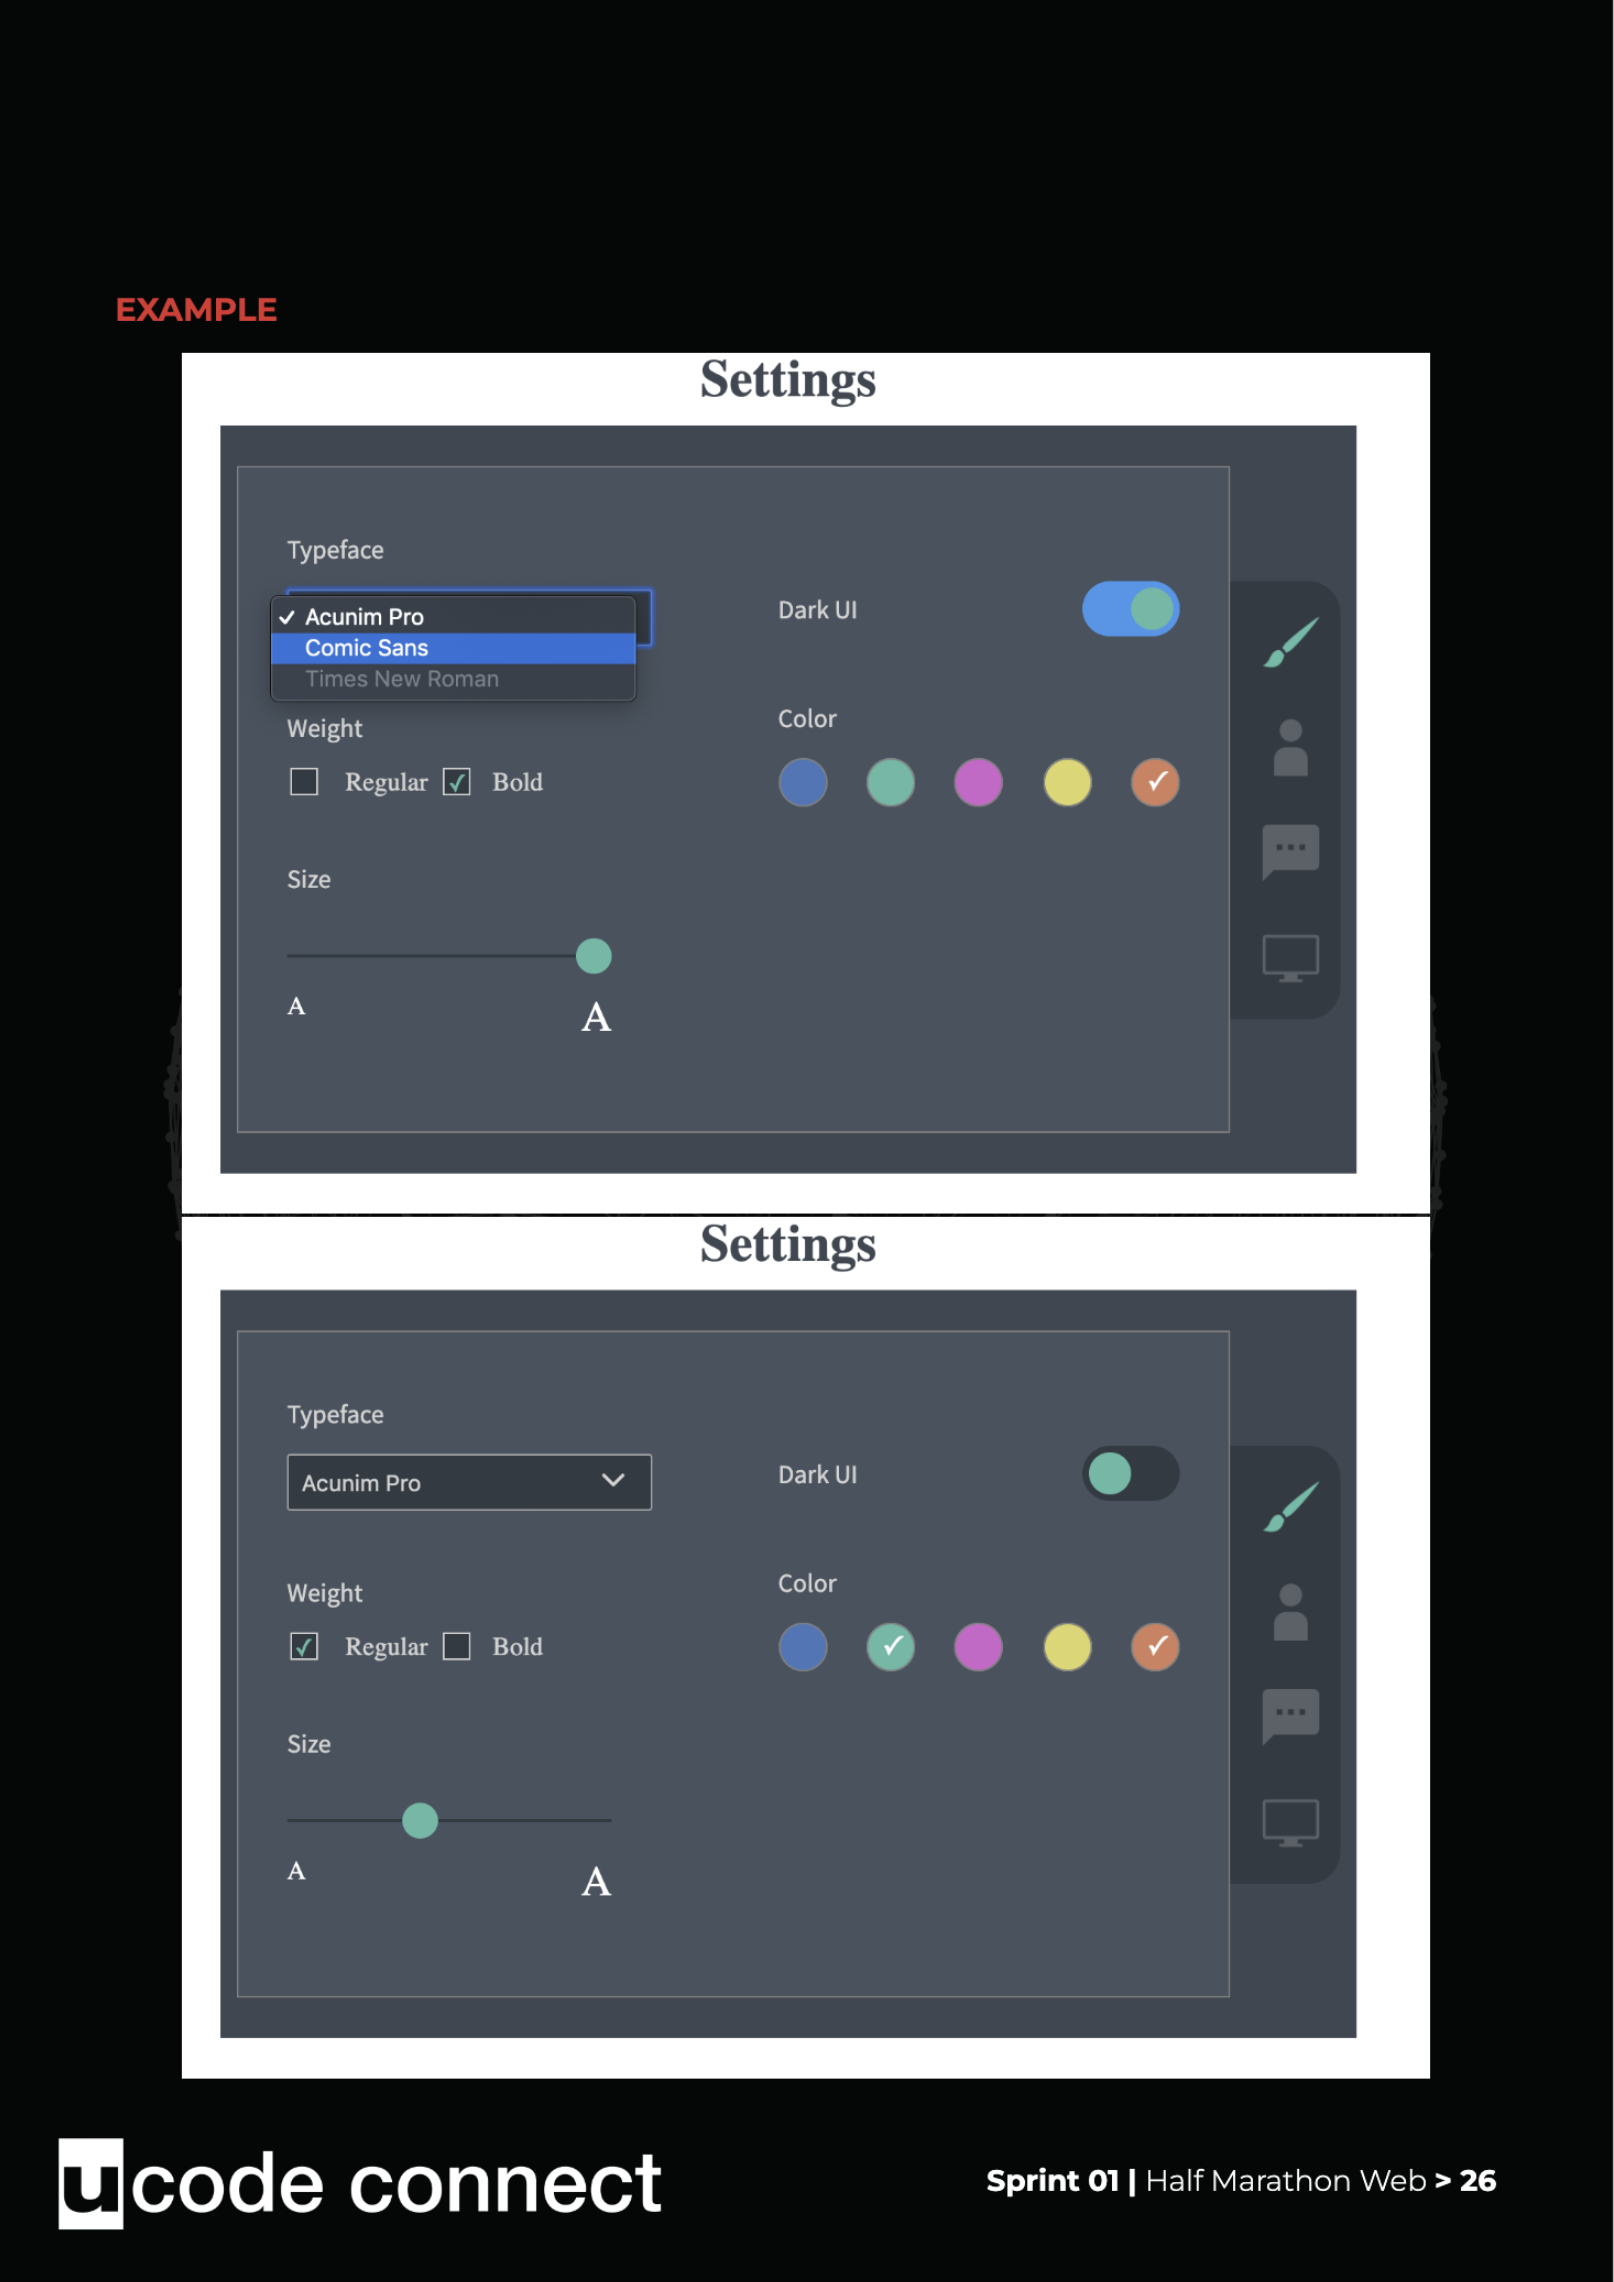 EXAMPLE
Settings
Typeface
✓ Acunim Pro
Comic Sans
Times New Roman
Dark UI
Weight
Regular
Bold
Color
Size
A
A
Settings
Typeface
Acunim Pro
Dark UI
Weight
Regular
Bold
Color
Size
A
A
ucode connect
Sprint 01 | Half Marathon Web > 26